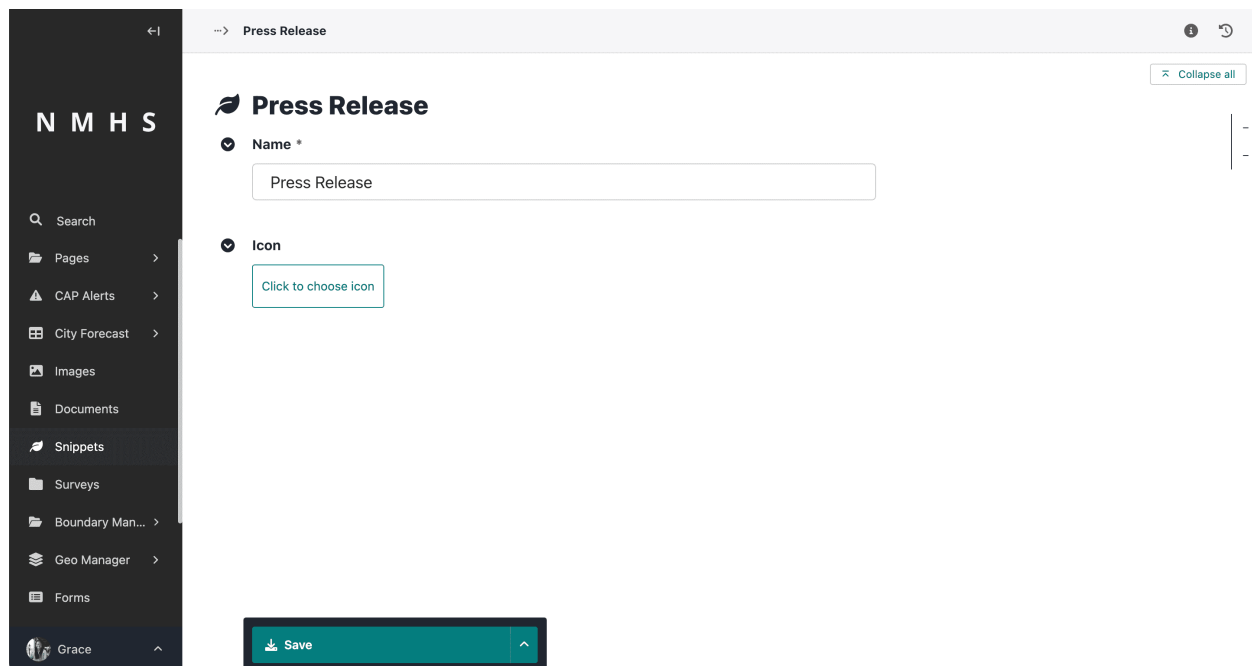 Press Release
Collapse all
N M H S
Press Release
Name *
Press Release
Search
Pages
Icon
Click to choose icon
CAP Alerts
City Forecast
Images
Documents
Snippets
Surveys
Boundary Man...
Geo Manager
Forms
Grace
Save